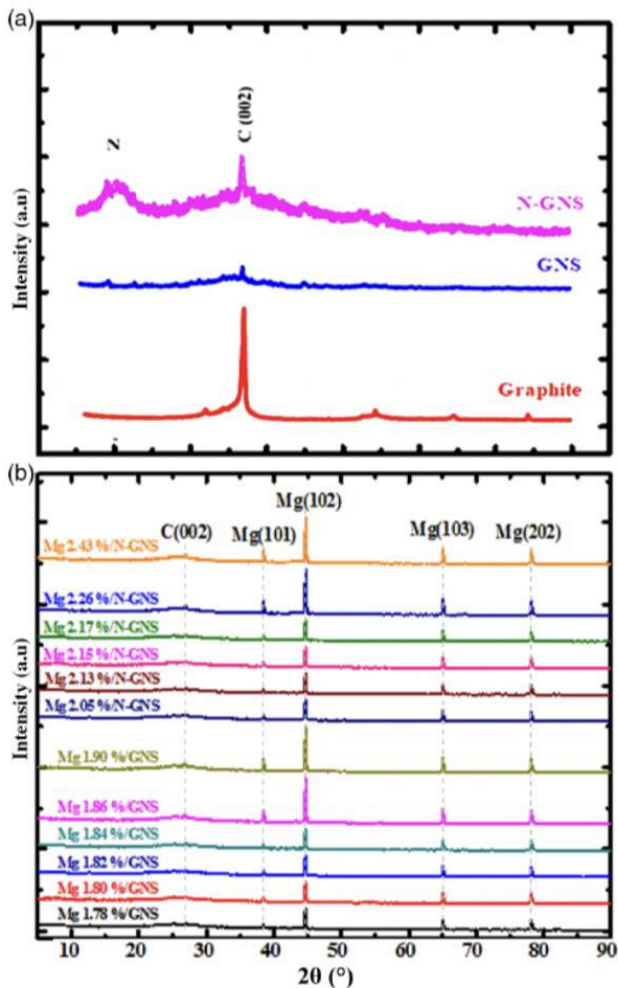 (a)
Intensity (a.u)
N
C (002)
N-GNS
GNS
Graphite
(b)
Intensity (a.u)
C(002)
Mg(101)
Mg(102)
Mg(103)
Mg(202)
Mg 2.43 %/N-GNS
Mg 2.26 %/N-GNS
Mg 2.17 %/N-GNS
Mg 2.15 %/N-GNS
Mg 2.13 %/N-GNS
Mg 2.05 %/N-GNS
Mg 1.90 %/GNS
Mg 1.86 %/GNS
Mg 1.84 %/GNS
Mg 1.82 %/GNS
Mg 1.80 %/GNS
Mg 1.78 %/GNS
10 20 30 40 50 60 70 80 90
2θ (°)